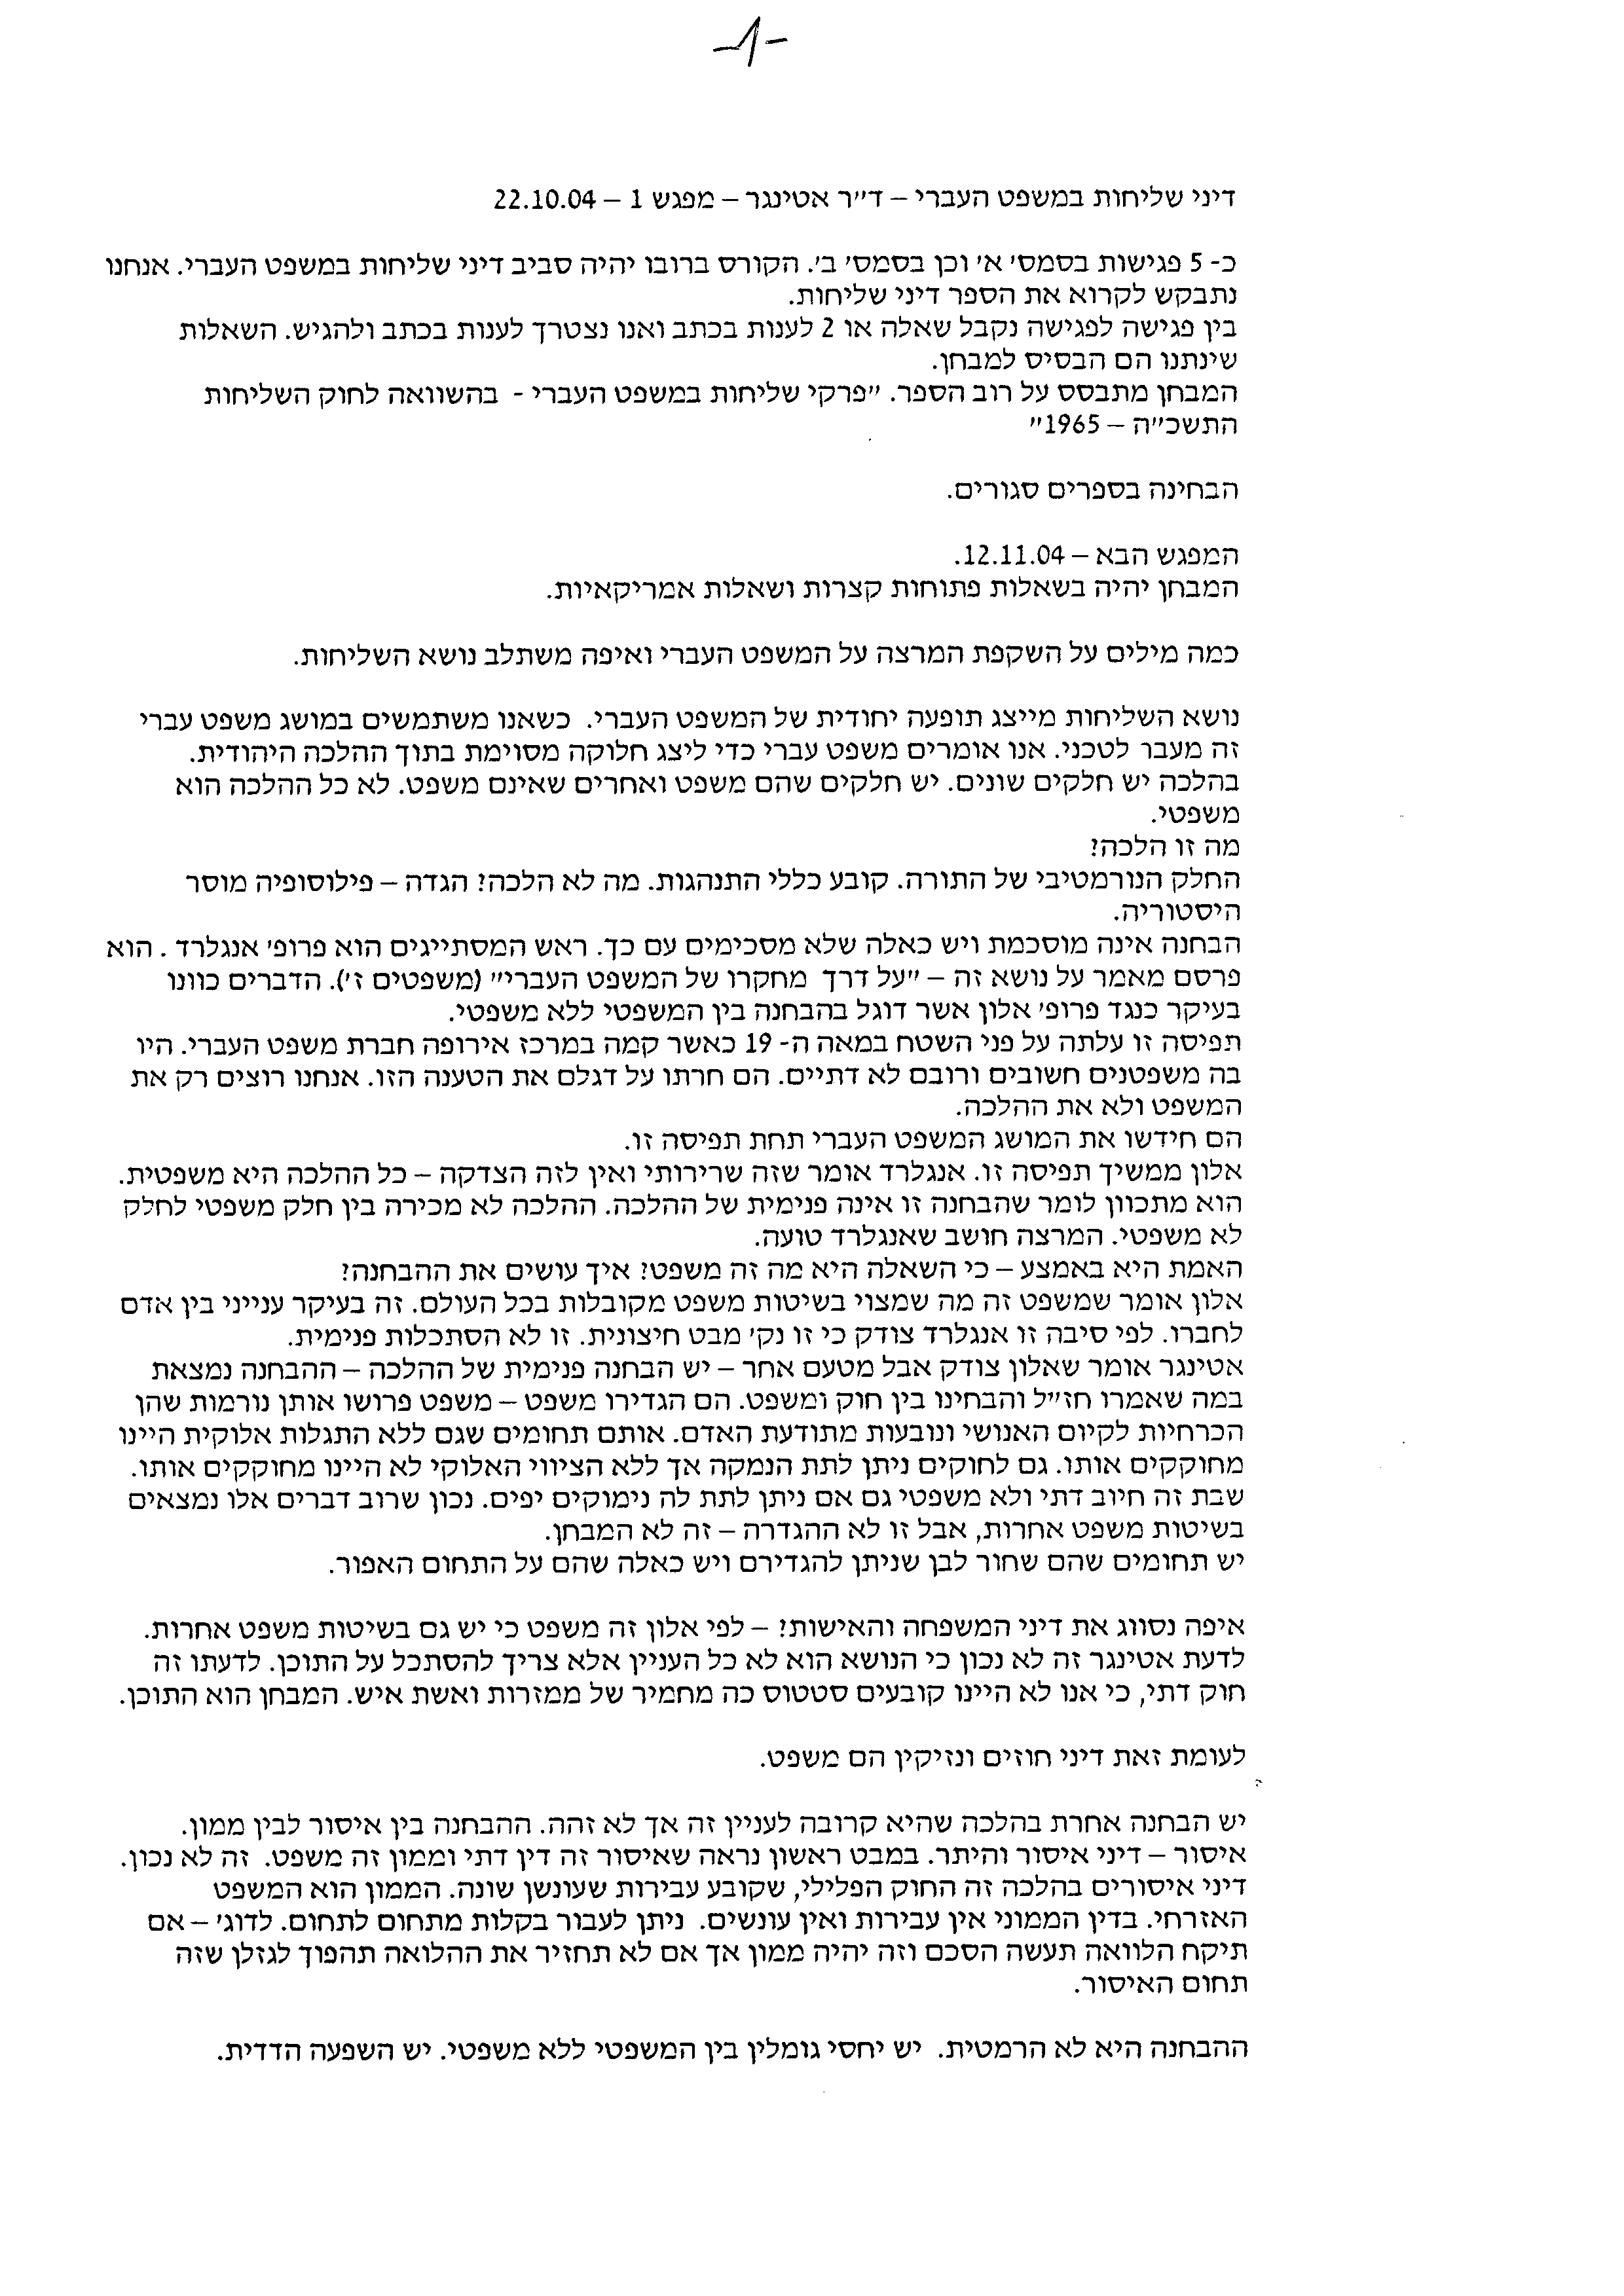 -1-
דיני שליחות במשפט העברי – ד״ר אטינגר – מפגש 1 – 22.10.04
כ- 5 פגישות בסמס׳ א׳ וכן בסמס׳ ב׳. הקורס ברובו יהיה סביב דיני שליחות במשפט העברי. אנחנו
נתבקש לקרוא את הספר דיני שליחות.
בין פגישה לפגישה נקבל שאלה או 2 לענות בכתב ואנו נצטרך לענות בכתב ולהגיש. השאלות
שינתנו הם הבסיס למבחן.
המבחן מתבסס על רוב הספר. ״פרקי שליחות במשפט העברי - בהשוואה לחוק השליחות
התשכ״ה – 1965״
הבחינה בספרים סגורים.
המפגש הבא – 12.11.04.
המבחן יהיה בשאלות פתוחות קצרות ושאלות אמריקאיות.
כמה מילים על השקפת המרצה על המשפט העברי ואיפה משתלב נושא השליחות.
נושא השליחות מייצג תופעה יחודית של המשפט העברי. כשאנו משתמשים במושג משפט עברי
זה מעבר לטכני. אנו אומרים משפט עברי כדי ליצג חלוקה מסוימת בתוך ההלכה היהודית.
בהלכה יש חלקים שונים. יש חלקים שהם משפט ואחרים שאינם משפט. לא כל ההלכה הוא
משפטי.
מה זו הלכה?
החלק הנורמטיבי של התורה. קובע כללי התנהגות. מה לא הלכה? הגדה – פילוסופיה מוסר
היסטוריה.
הבחנה אינה מוסכמת ויש כאלה שלא מסכימים עם כך. ראש המסתייגים הוא פרופ׳ אנגלרד . הוא
פרסם מאמר על נושא זה – ״על דרך מחקרו של המשפט העברי״ (משפטים ז׳). הדברים כוונו
בעיקר כנגד פרופ׳ אלון אשר דוגל בהבחנה בין המשפטי ללא משפטי.
תפיסה זו עלתה על פני השטח במאה ה- 19 כאשר קמה במרכז אירופה חברת משפט העברי. היו
בה משפטנים חשובים ורובם לא דתיים. הם חרתו על דגלם את הטענה הזו. אנחנו רוצים רק את
המשפט ולא את ההלכה.
הם חידשו את המושג המשפט העברי תחת תפיסה זו.
אלון ממשיך תפיסה זו. אנגלרד אומר שזה שרירותי ואין לזה הצדקה – כל ההלכה היא משפטית.
הוא מתכוון לומר שהבחנה זו אינה פנימית של ההלכה. ההלכה לא מכירה בין חלק משפטי לחלק
לא משפטי. המרצה חושב שאנגלרד טועה.
האמת היא באמצע – כי השאלה היא מה זה משפט? איך עושים את ההבחנה?
אלון אומר שמשפט זה מה שמצוי בשיטות משפט מקובלות בכל העולם. זה בעיקר ענייני בין אדם
לחברו. לפי סיבה זו אנגלרד צודק כי זו נק׳ מבט חיצונית. זו לא הסתכלות פנימית.
אטינגר אומר שאלון צודק אבל מטעם אחר – יש הבחנה פנימית של ההלכה – ההבחנה נמצאת
במה שאמרו חז״ל והבחינו בין חוק ומשפט. הם הגדירו משפט – משפט פרושו אותן נורמות שהן
הכרחיות לקיום האנושי ונובעות מתודעת האדם. אותם תחומים שגם ללא התגלות אלוקית היינו
מחוקקים אותו. גם לחוקים ניתן לתת הנמקה אך ללא הציווי האלוקי לא היינו מחוקקים אותו.
שבת זה חיוב דתי ולא משפטי גם אם ניתן לתת לה נימוקים יפים. נכון שרוב דברים אלו נמצאים
בשיטות משפט אחרות, אבל זו לא ההגדרה – זה לא המבחן.
יש תחומים שהם שחור לבן שניתן להגדירם ויש כאלה שהם על התחום האפור.
איפה נסווג את דיני המשפחה והאישות? – לפי אלון זה משפט כי יש גם בשיטות משפט אחרות.
לדעת אטינגר זה לא נכון כי הנושא הוא לא כל העניין אלא צריך להסתכל על התוכן. לדעתו זה
חוק דתי, כי אנו לא היינו קובעים סטטוס כה מחמיר של ממזרות ואשת איש. המבחן הוא התוכן.
לעומת זאת דיני חוזים ונזיקין הם משפט.
יש הבחנה אחרת בהלכה שהיא קרובה לעניין זה אך לא זהה. ההבחנה בין איסור לבין ממון.
איסור – דיני איסור והיתר. במבט ראשון נראה שאיסור זה דין דתי וממון זה משפט. זה לא נכון.
דיני איסורים בהלכה זה החוק הפלילי, שקובע עבירות שעונשן שונה. הממון הוא המשפט
האזרחי. בדין הממוני אין עבירות ואין עונשים. ניתן לעבור בקלות מתחום לתחום. לדוג׳ – אם
תיקח הלוואה תעשה הסכם וזה יהיה ממון אך אם לא תחזיר את ההלואה תהפוך לגזלן שזה
תחום האיסור.
ההבחנה היא לא הרמטית. יש יחסי גומלין בין המשפטי ללא משפטי. יש השפעה הדדית.